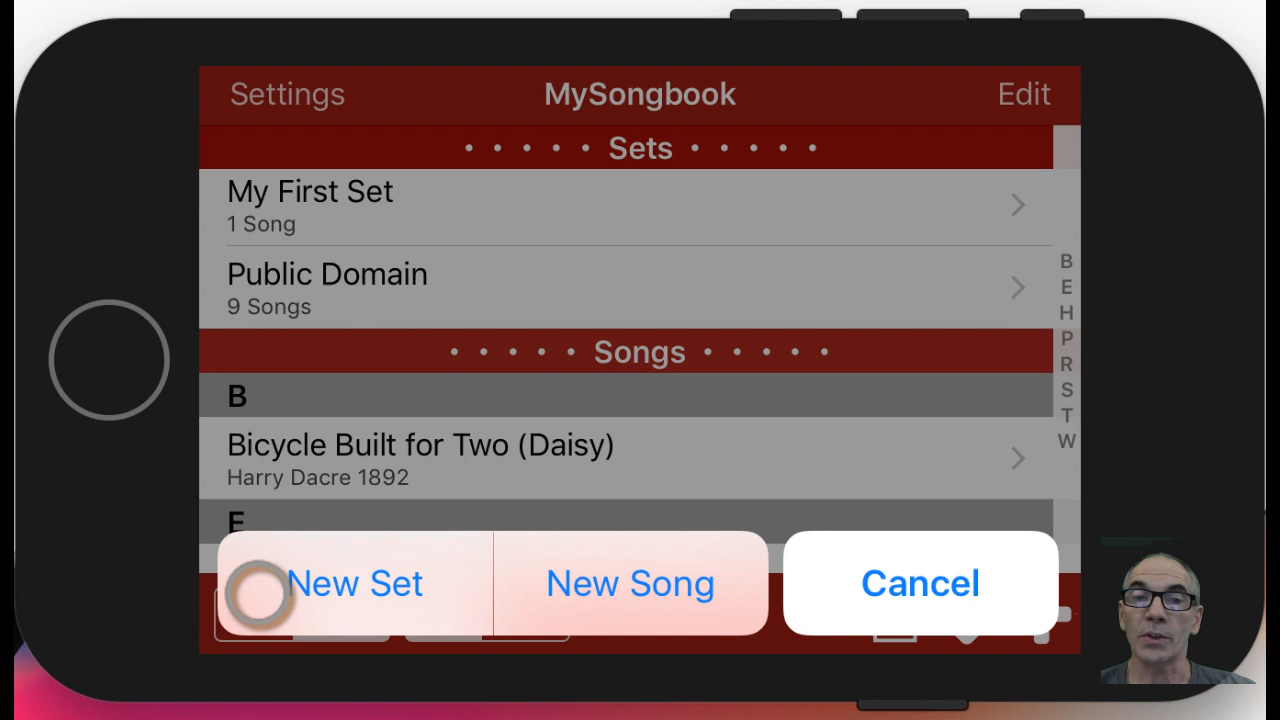 Settings MySongbook Edit
• • • • • Sets • • • • •
My First Set
1 Song
Public Domain
9 Songs
• • • • • Songs • • • • •
B
Bicycle Built for Two (Daisy)
Harry Dacre 1892
E
B
E
H
P
R
S
T
W
New Set New Song Cancel